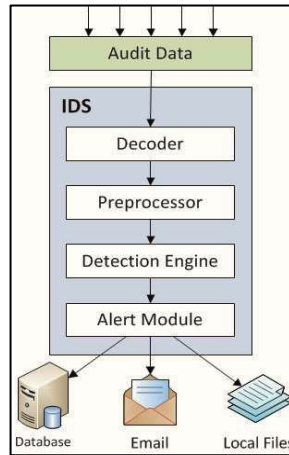 Audit Data
IDS
Decoder
Preprocessor
Detection Engine
Alert Module
Database
Email
Local Files